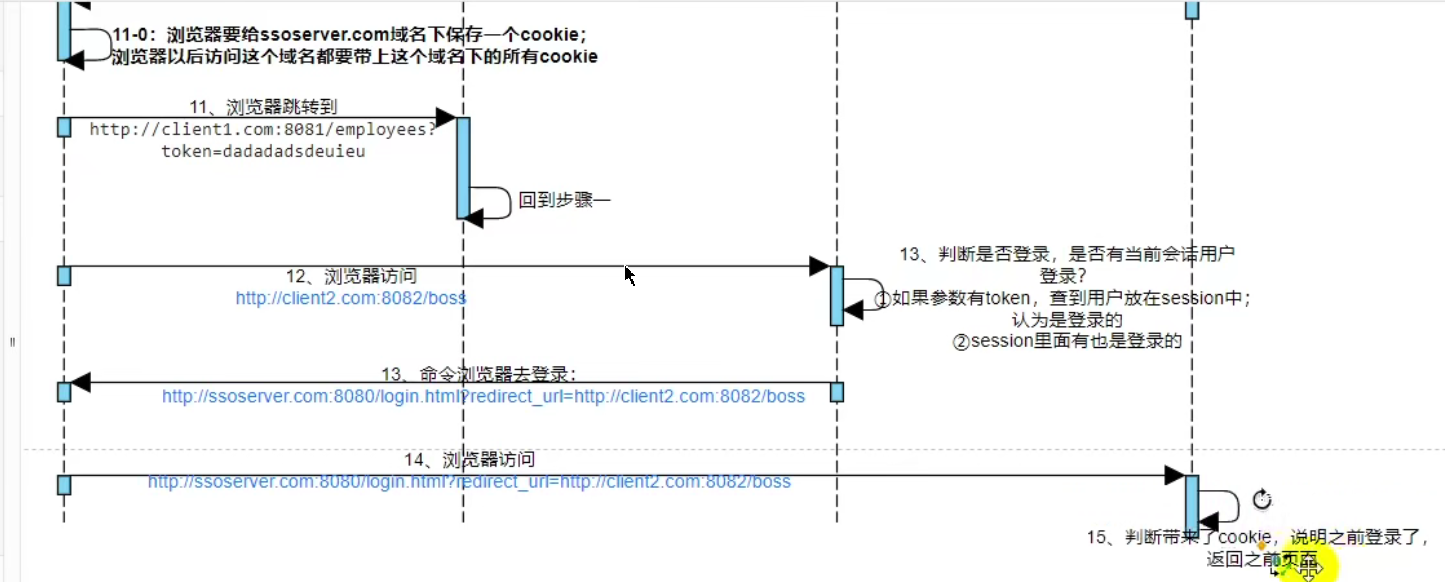 11-0：浏览器要给ssoserver.com域名下保存一个cookie；
浏览器以后访问这个域名都要带上这个域名下的所有cookie
11、浏览器跳转到
http://client1.com:8081/employees?
token=dadadadsdeuieu
回到步骤一
12、浏览器访问
http://client2.com:8082/boss
13、判断是否登录，是否有当前会话用户
登录？
①如果参数有token，查到用户放在session中；
认为是登录的
②session里面有也是登录的
13、命令浏览器去登录：
http://ssoserver.com:8080/login.html?redirect_url=http://client2.com:8082/boss
14、浏览器访问
http://ssoserver.com:8080/login.html?redirect_url=http://client2.com:8082/boss
15、判断带来了cookie，说明之前登录了，
返回之前页面